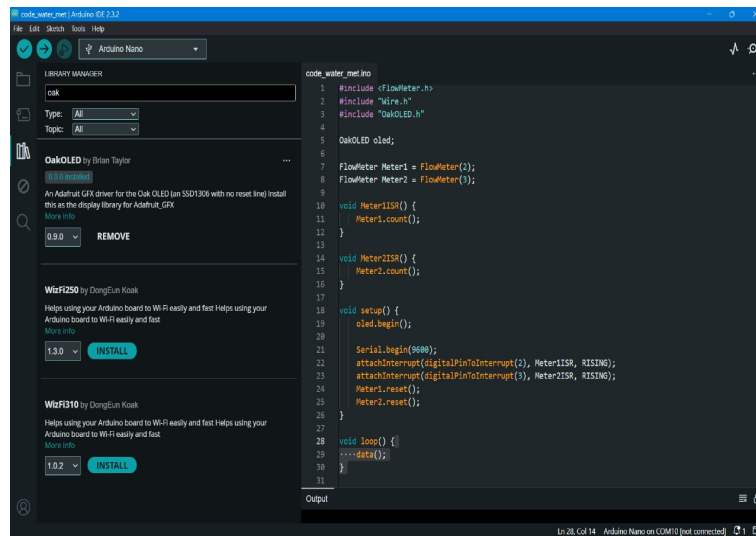 code_water_met | Arduino IDE 2.3.2
File Edit Sketch Tools Help
Arduino Nano
LIBRARY MANAGER
oak
Type: All
Topic: All
OakOLED by Brian Taylor
0.9.0 installed
An Adafruit GFX driver for the Oak OLED (an SSD1306 with no reset line) Install
this as the display library for Adafruit_GFX
More info
0.9.0 REMOVE
WizFi250 by DongEun Koak
Helps using your Arduino board to Wi-Fi easily and fast Helps using your
Arduino board to Wi-Fi easily and fast
More info
1.3.0 INSTALL
WizFi310 by DongEun Koak
Helps using your Arduino board to Wi-Fi easily and fast Helps using your
Arduino board to Wi-Fi easily and fast
More info
1.0.2 INSTALL
code_water_met.ino
1 #include <FlowMeter.h>
2 #include "Wire.h"
3 #include "OakOLED.h"
4
5 OakOLED oled;
6
7 FlowMeter Meter1 = FlowMeter(2);
8 FlowMeter Meter2 = FlowMeter(3);
9
10 void Meter1ISR() {
11 Meter1.count();
12 }
13
14 void Meter2ISR() {
15 Meter2.count();
16 }
17
18 void setup() {
19 oled.begin();
20
21 Serial.begin(9600);
22 attachInterrupt(digitalPinToInterrupt(2), Meter1ISR, RISING);
23 attachInterrupt(digitalPinToInterrupt(3), Meter2ISR, RISING);
24 Meter1.reset();
25 Meter2.reset();
26 }
27
28 void loop() {
29 ····data();
30 }
31
Output
Ln 28, Col 14 Arduino Nano on COM10 [not connected] 1